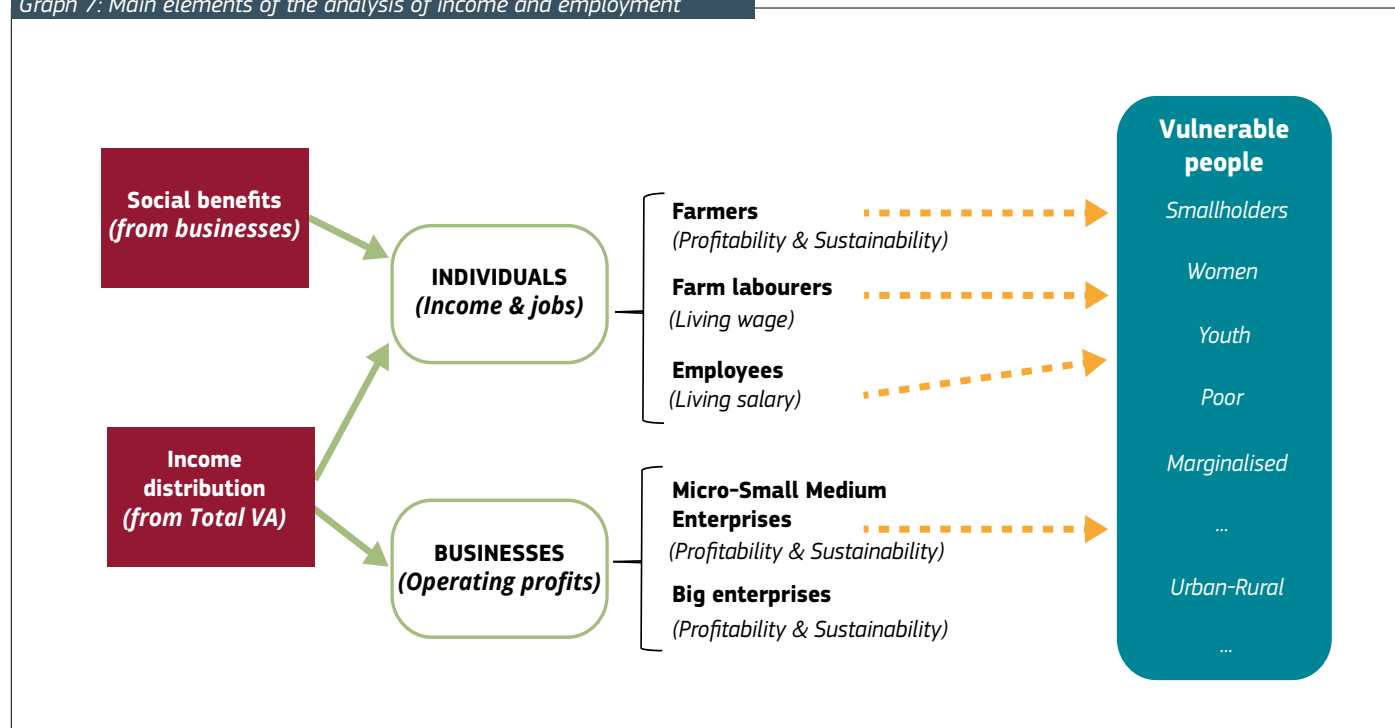 Graph 7: Main elements of the analysis of income and employment
Social benefits
(from businesses)
Income
distribution
(from Total VA)
INDIVIDUALS
(Income & jobs)
BUSINESSES
(Operating profits)
Farmers
(Profitability & Sustainability)
Farm labourers
(Living wage)
Employees
(Living salary)
Micro-Small Medium
Enterprises
(Profitability & Sustainability)
Big enterprises
(Profitability & Sustainability)
Vulnerable
people
Smallholders
Women
Youth
Poor
Marginalised
...
Urban-Rural
...